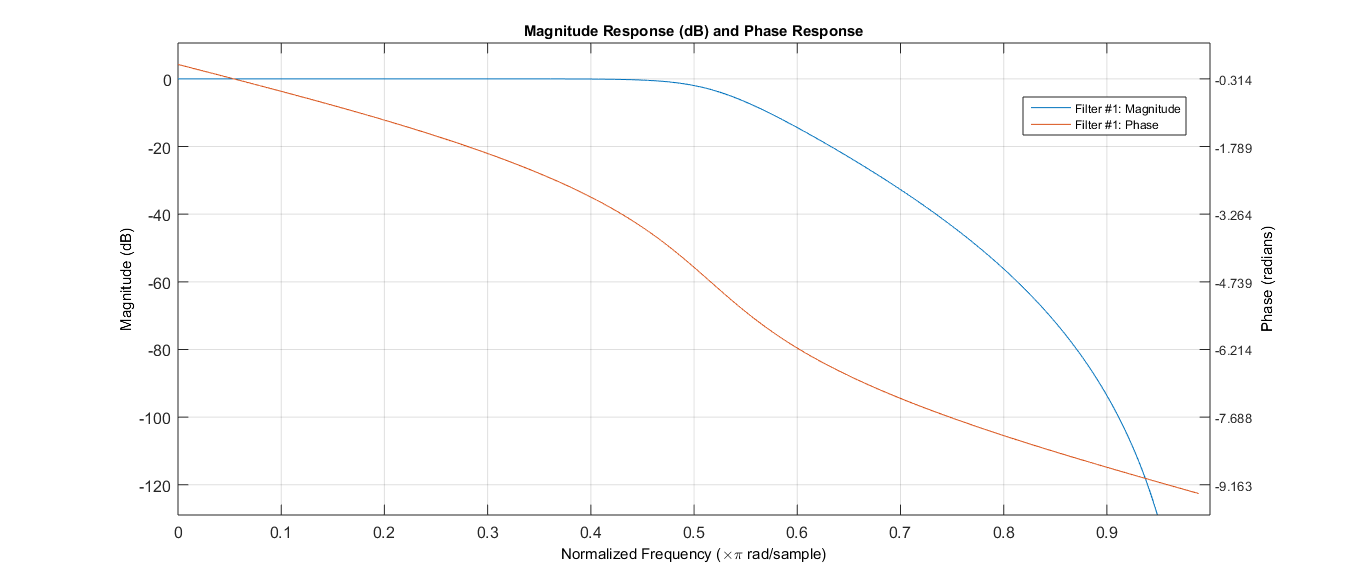 Magnitude Response (dB) and Phase Response
0
-20
-40
-60
-80
-100
-120
Magnitude (dB)
-0.314
-1.789
-3.264
-4.739
-6.214
-7.688
-9.163
Phase (radians)
Filter #1: Magnitude
Filter #1: Phase
0 0.1 0.2 0.3 0.4 0.5 0.6 0.7 0.8 0.9
Normalized Frequency (×π rad/sample)